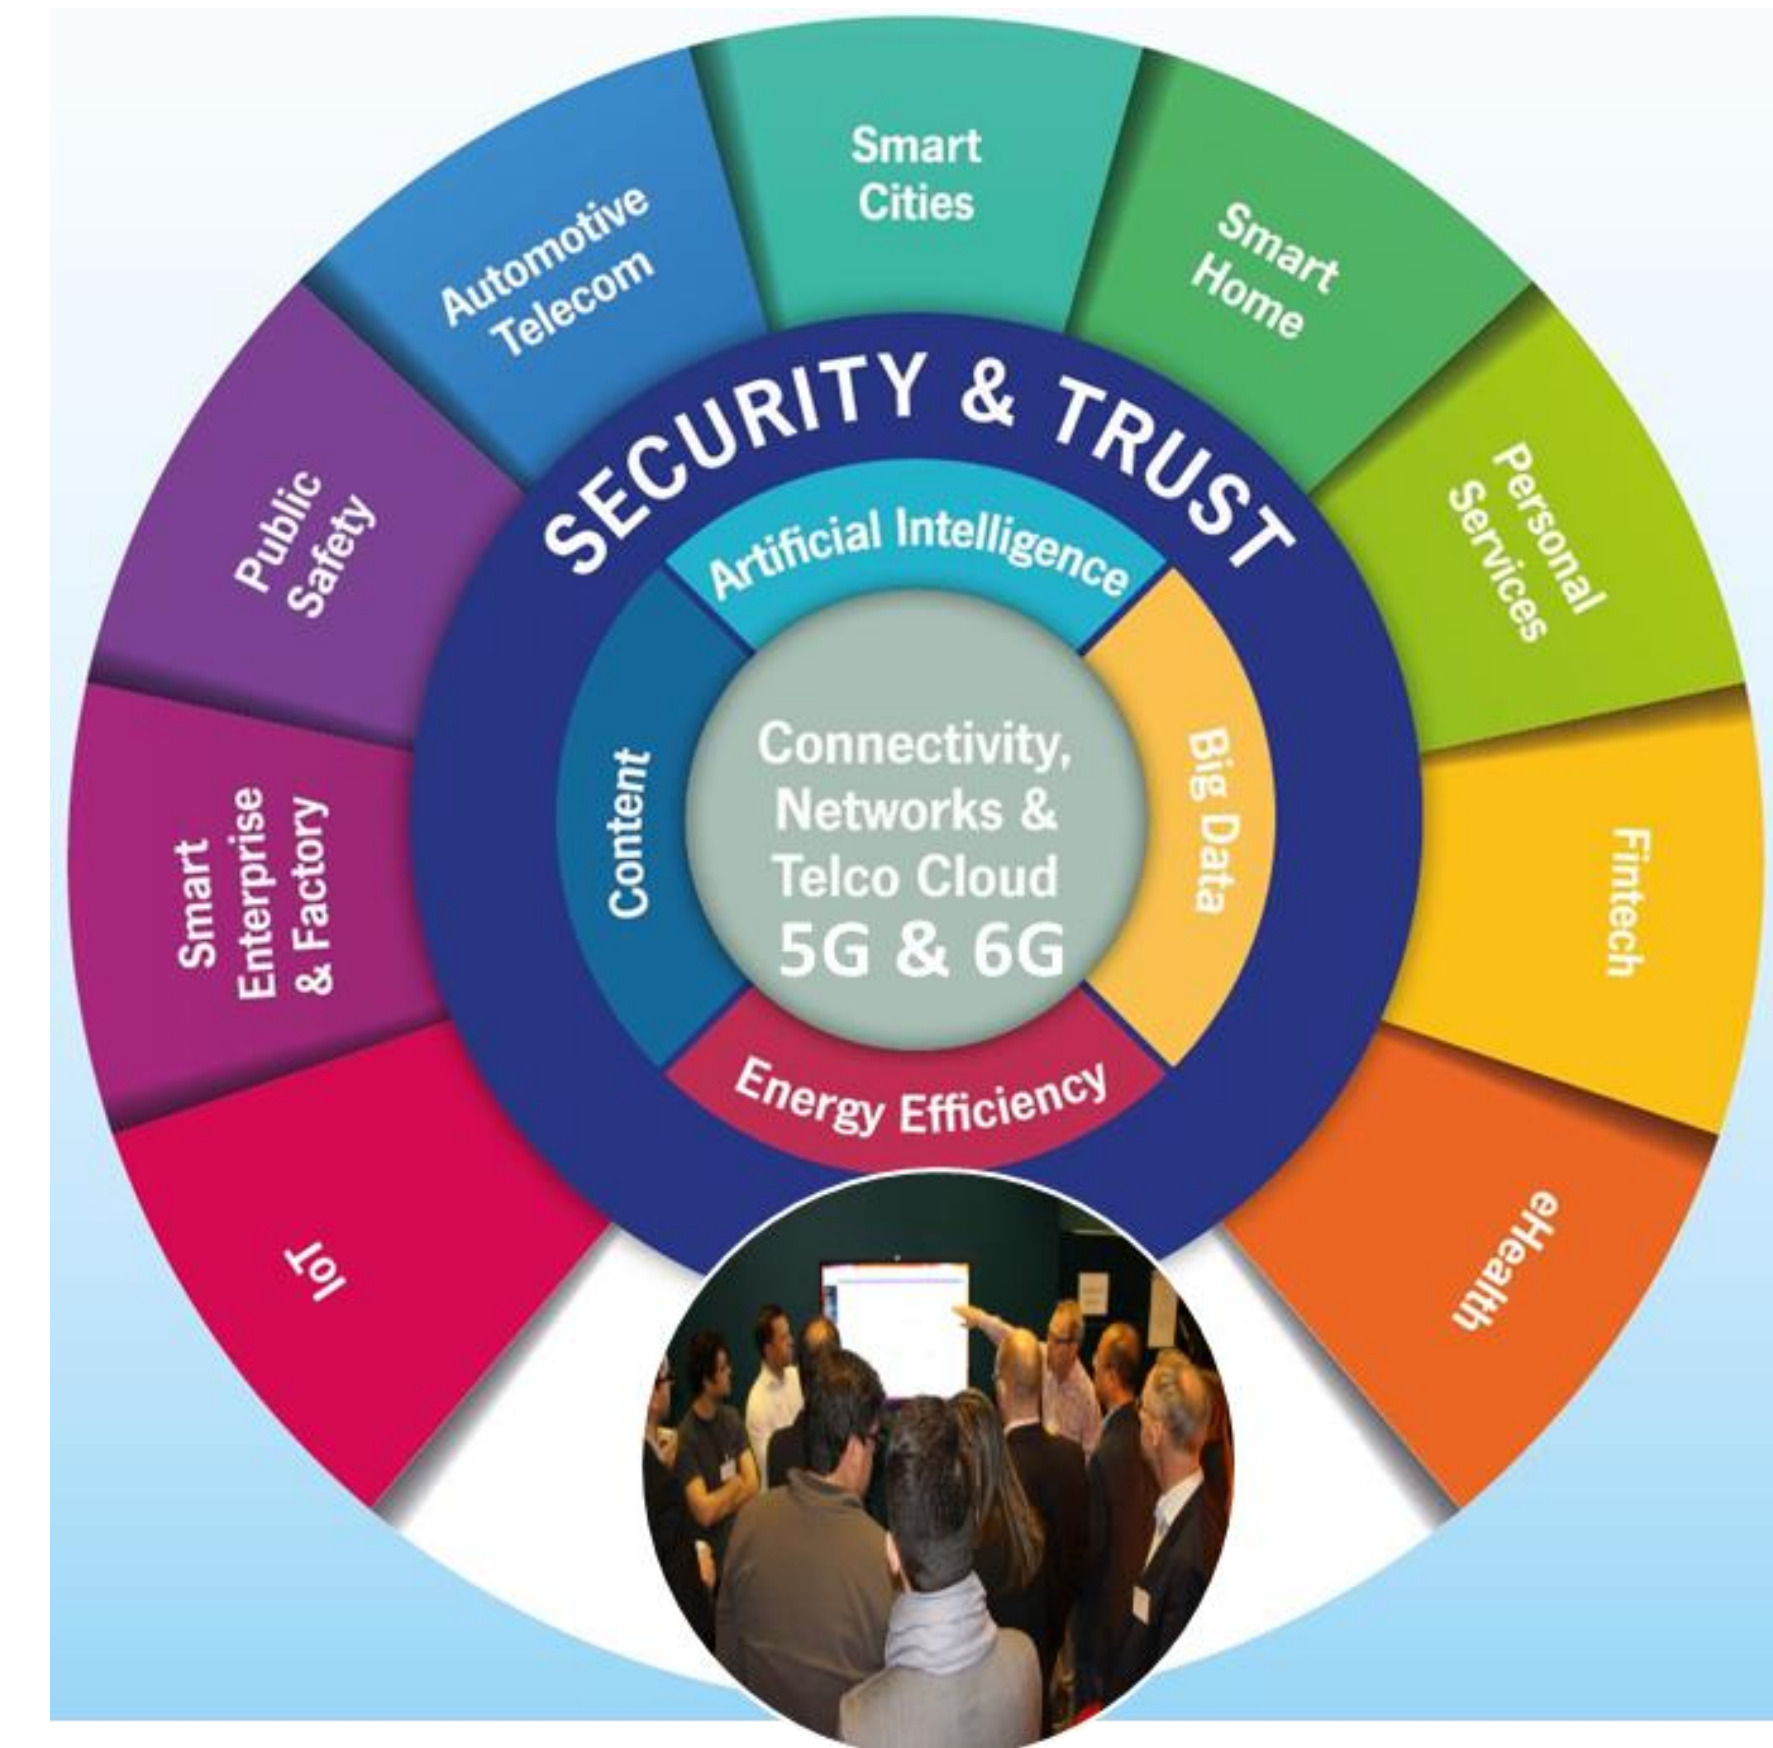 Smart
Cities
Smart
Home
Personal
Services
Fintech
eHealth
IoT
Smart
Enterprise
& Factory
Public
Safety
Automotive
Telecom
SECURITY & TRUST
Artificial Intelligence
Big Data
Energy Efficiency
Content
Connectivity,
Networks &
Telco Cloud
5G & 6G